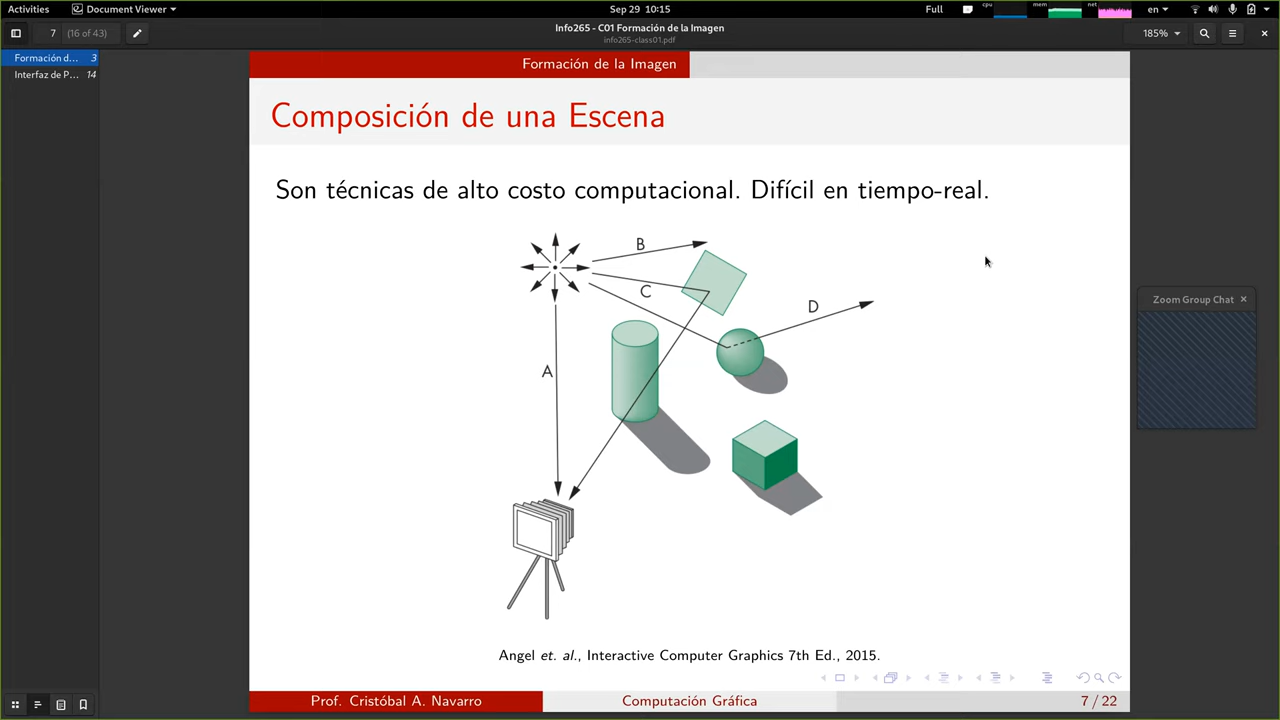 Activities
Document Viewer
Sep 29 10:15
Full
cpu
mem
net
en
7
(16 of 43)
Info265 - C01 Formación de la Imagen
info265-class01.pdf
185%
Formación d... 3
Interfaz de P... 14
Formación de la Imagen
Composición de una Escena
Son técnicas de alto costo computacional. Difícil en tiempo-real.
B
C
D
A
Zoom Group Chat
Angel et. al., Interactive Computer Graphics 7th Ed., 2015.
Prof. Cristóbal A. Navarro
Computación Gráfica
7 / 22